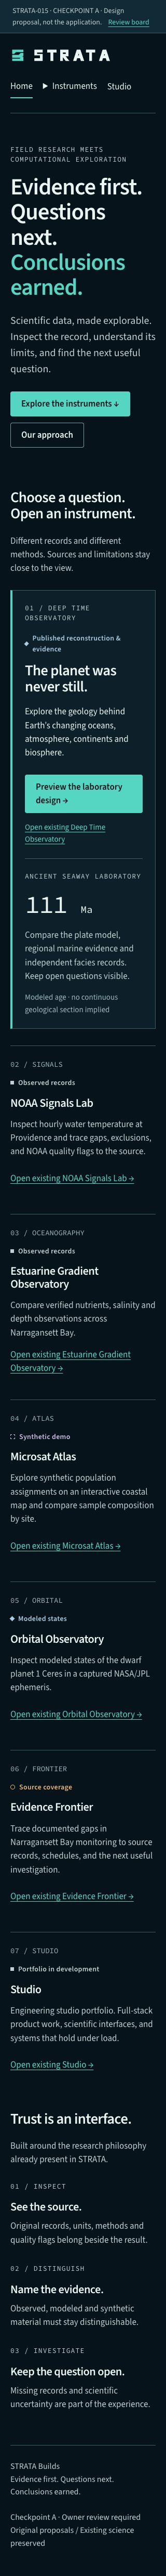 STRATA-015 · CHECKPOINT A · Design
proposal, not the application. Review board
STRATA
Home ▶ Instruments Studio
FIELD RESEARCH MEETS
COMPUTATIONAL EXPLORATION
Evidence first.
Questions
next.
Conclusions
earned.
Scientific data, made explorable.
Inspect the record, understand its
limits, and find the next useful
question.
Explore the instruments ↓
Our approach
Choose a question.
Open an instrument.
Different records and different
methods. Sources and limitations stay
close to the view.
01 / DEEP TIME
OBSERVATORY
Published reconstruction &
evidence
The planet was
never still.
Explore the geology behind
Earth's changing oceans,
atmosphere, continents and
biosphere.
Preview the laboratory
design →
Open existing Deep Time
Observatory
ANCIENT SEAWAY LABORATORY
111 Ma
Compare the plate model,
regional marine evidence and
independent facies records.
Keep open questions visible.
Modeled age · no continuous
geological section implied
02 / SIGNALS
Observed records
NOAA Signals Lab
Inspect hourly water temperature at
Providence and trace gaps, exclusions,
and NOAA quality flags to the source.
Open existing NOAA Signals Lab →
03 / OCEANOGRAPHY
Observed records
Estuarine Gradient
Observatory
Compare verified nutrients, salinity and
depth observations across
Narragansett Bay.
Open existing Estuarine Gradient
Observatory →
04 / ATLAS
Synthetic demo
Microsat Atlas
Explore synthetic population
assignments on an interactive coastal
map and compare sample composition
by site.
Open existing Microsat Atlas →
05 / ORBITAL
Modeled states
Orbital Observatory
Inspect modeled states of the dwarf
planet 1 Ceres in a captured NASA/JPL
ephemeris.
Open existing Orbital Observatory →
06 / FRONTIER
Source coverage
Evidence Frontier
Trace documented gaps in
Narragansett Bay monitoring to source
records, schedules, and the next useful
investigation.
Open existing Evidence Frontier →
07 / STUDIO
Portfolio in development
Studio
Engineering studio portfolio. Full-stack
product work, scientific interfaces, and
systems that hold under load.
Open existing Studio →
Trust is an interface.
Built around the research philosophy
already present in STRATA.
01 / INSPECT
See the source.
Original records, units, methods and
quality flags belong beside the result.
02 / DISTINGUISH
Name the evidence.
Observed, modeled and synthetic
material must stay distinguishable.
03 / INVESTIGATE
Keep the question open.
Missing records and scientific
uncertainty are part of the experience.
STRATA Builds
Evidence first. Questions next.
Conclusions earned.
Checkpoint A · Owner review required
Original proposals / Existing science
preserved